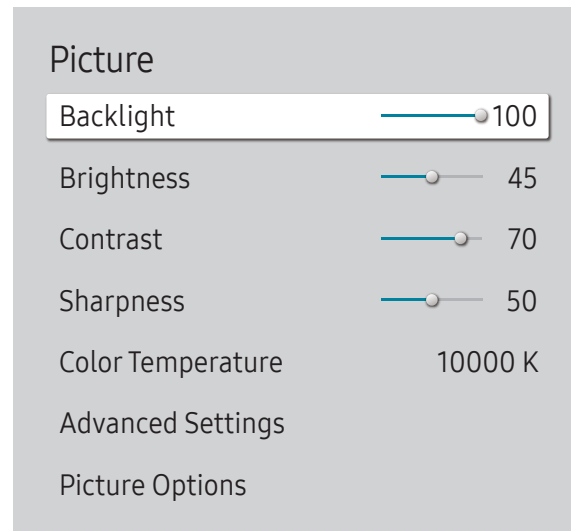 Picture
Backlight 100
Brightness 45
Contrast 70
Sharpness 50
Color Temperature 10000 K
Advanced Settings
Picture Options